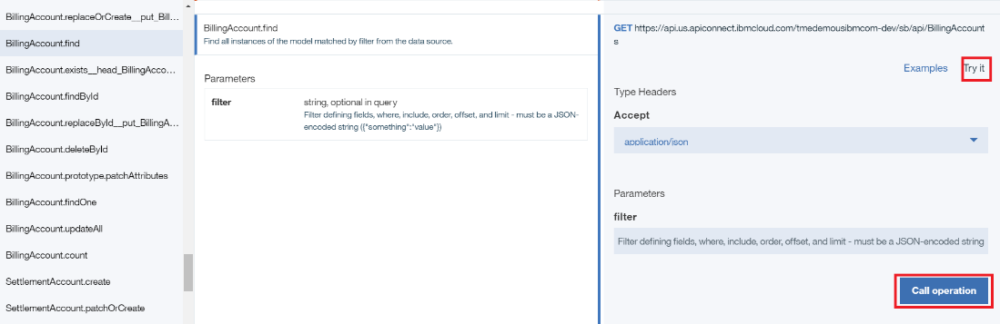 BillingAccount.replaceOrCreate__put_Bill...
BillingAccount.find
BillingAccount.exists__head_BillingAcco...
BillingAccount.findById
BillingAccount.replaceById__put_BillingA...
BillingAccount.deleteById
BillingAccount.prototype.patchAttributes
BillingAccount.findOne
BillingAccount.updateAll
BillingAccount.count
SettlementAccount.create
SettlementAccount.patchOrCreate
BillingAccount.find
Find all instances of the model matched by filter from the data source.
Parameters
filter string, optional in query
Filter defining fields, where, include, order, offset, and limit - must be a JSON-
encoded string ({"something":"value"})
GET https://api.us.apiconnect.ibmcloud.com/tmedemousibmcom-dev/sb/api/BillingAccount
s
Examples Try it
Type Headers
Accept
application/json
Parameters
filter
Filter defining fields, where, include, order, offset, and limit - must be a JSON-encoded string
Call operation